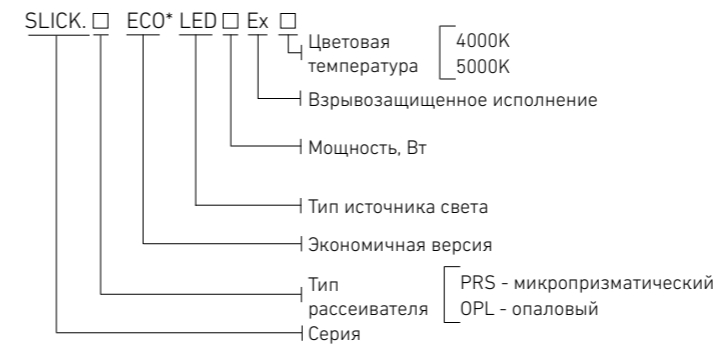 SLICK. □ ECO* LED □ Ex □
Цветовая температура
4000K
5000K
Взрывозащищенное исполнение
Мощность, Вт
Тип источника света
Экономичная версия
Тип рассеивателя
PRS - микропризматический
OPL - опаловый
Серия